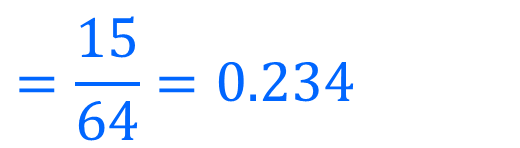 = 15/64 = 0.234